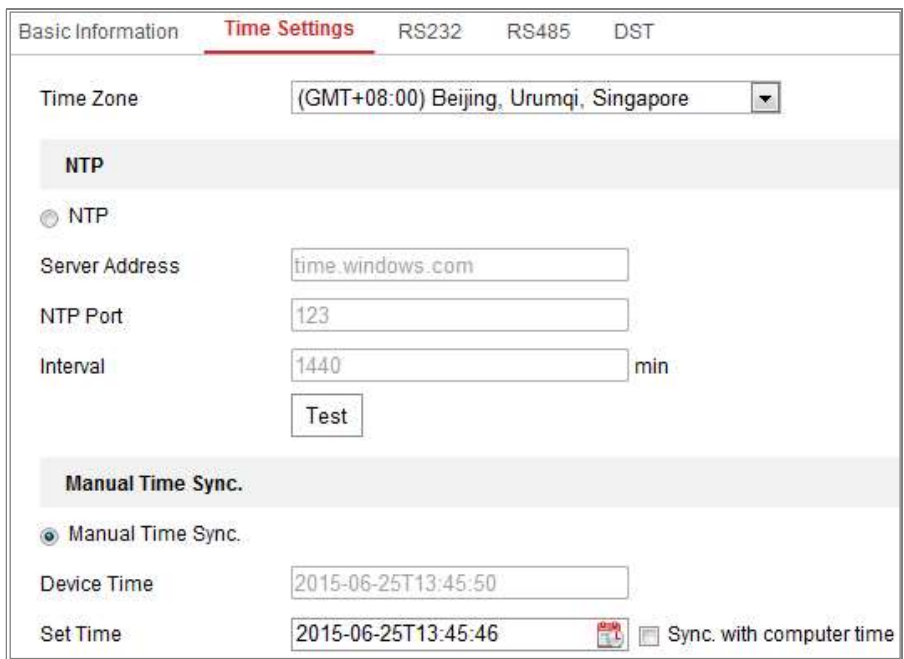 Basic Information Time Settings RS232 RS485 DST
Time Zone (GMT+08:00) Beijing, Urumqi, Singapore
NTP
NTP
Server Address time.windows.com
NTP Port 123
Interval 1440 min
Test
Manual Time Sync.
Manual Time Sync.
Device Time 2015-06-25T13:45:50
Set Time 2015-06-25T13:45:46 Sync. with computer time